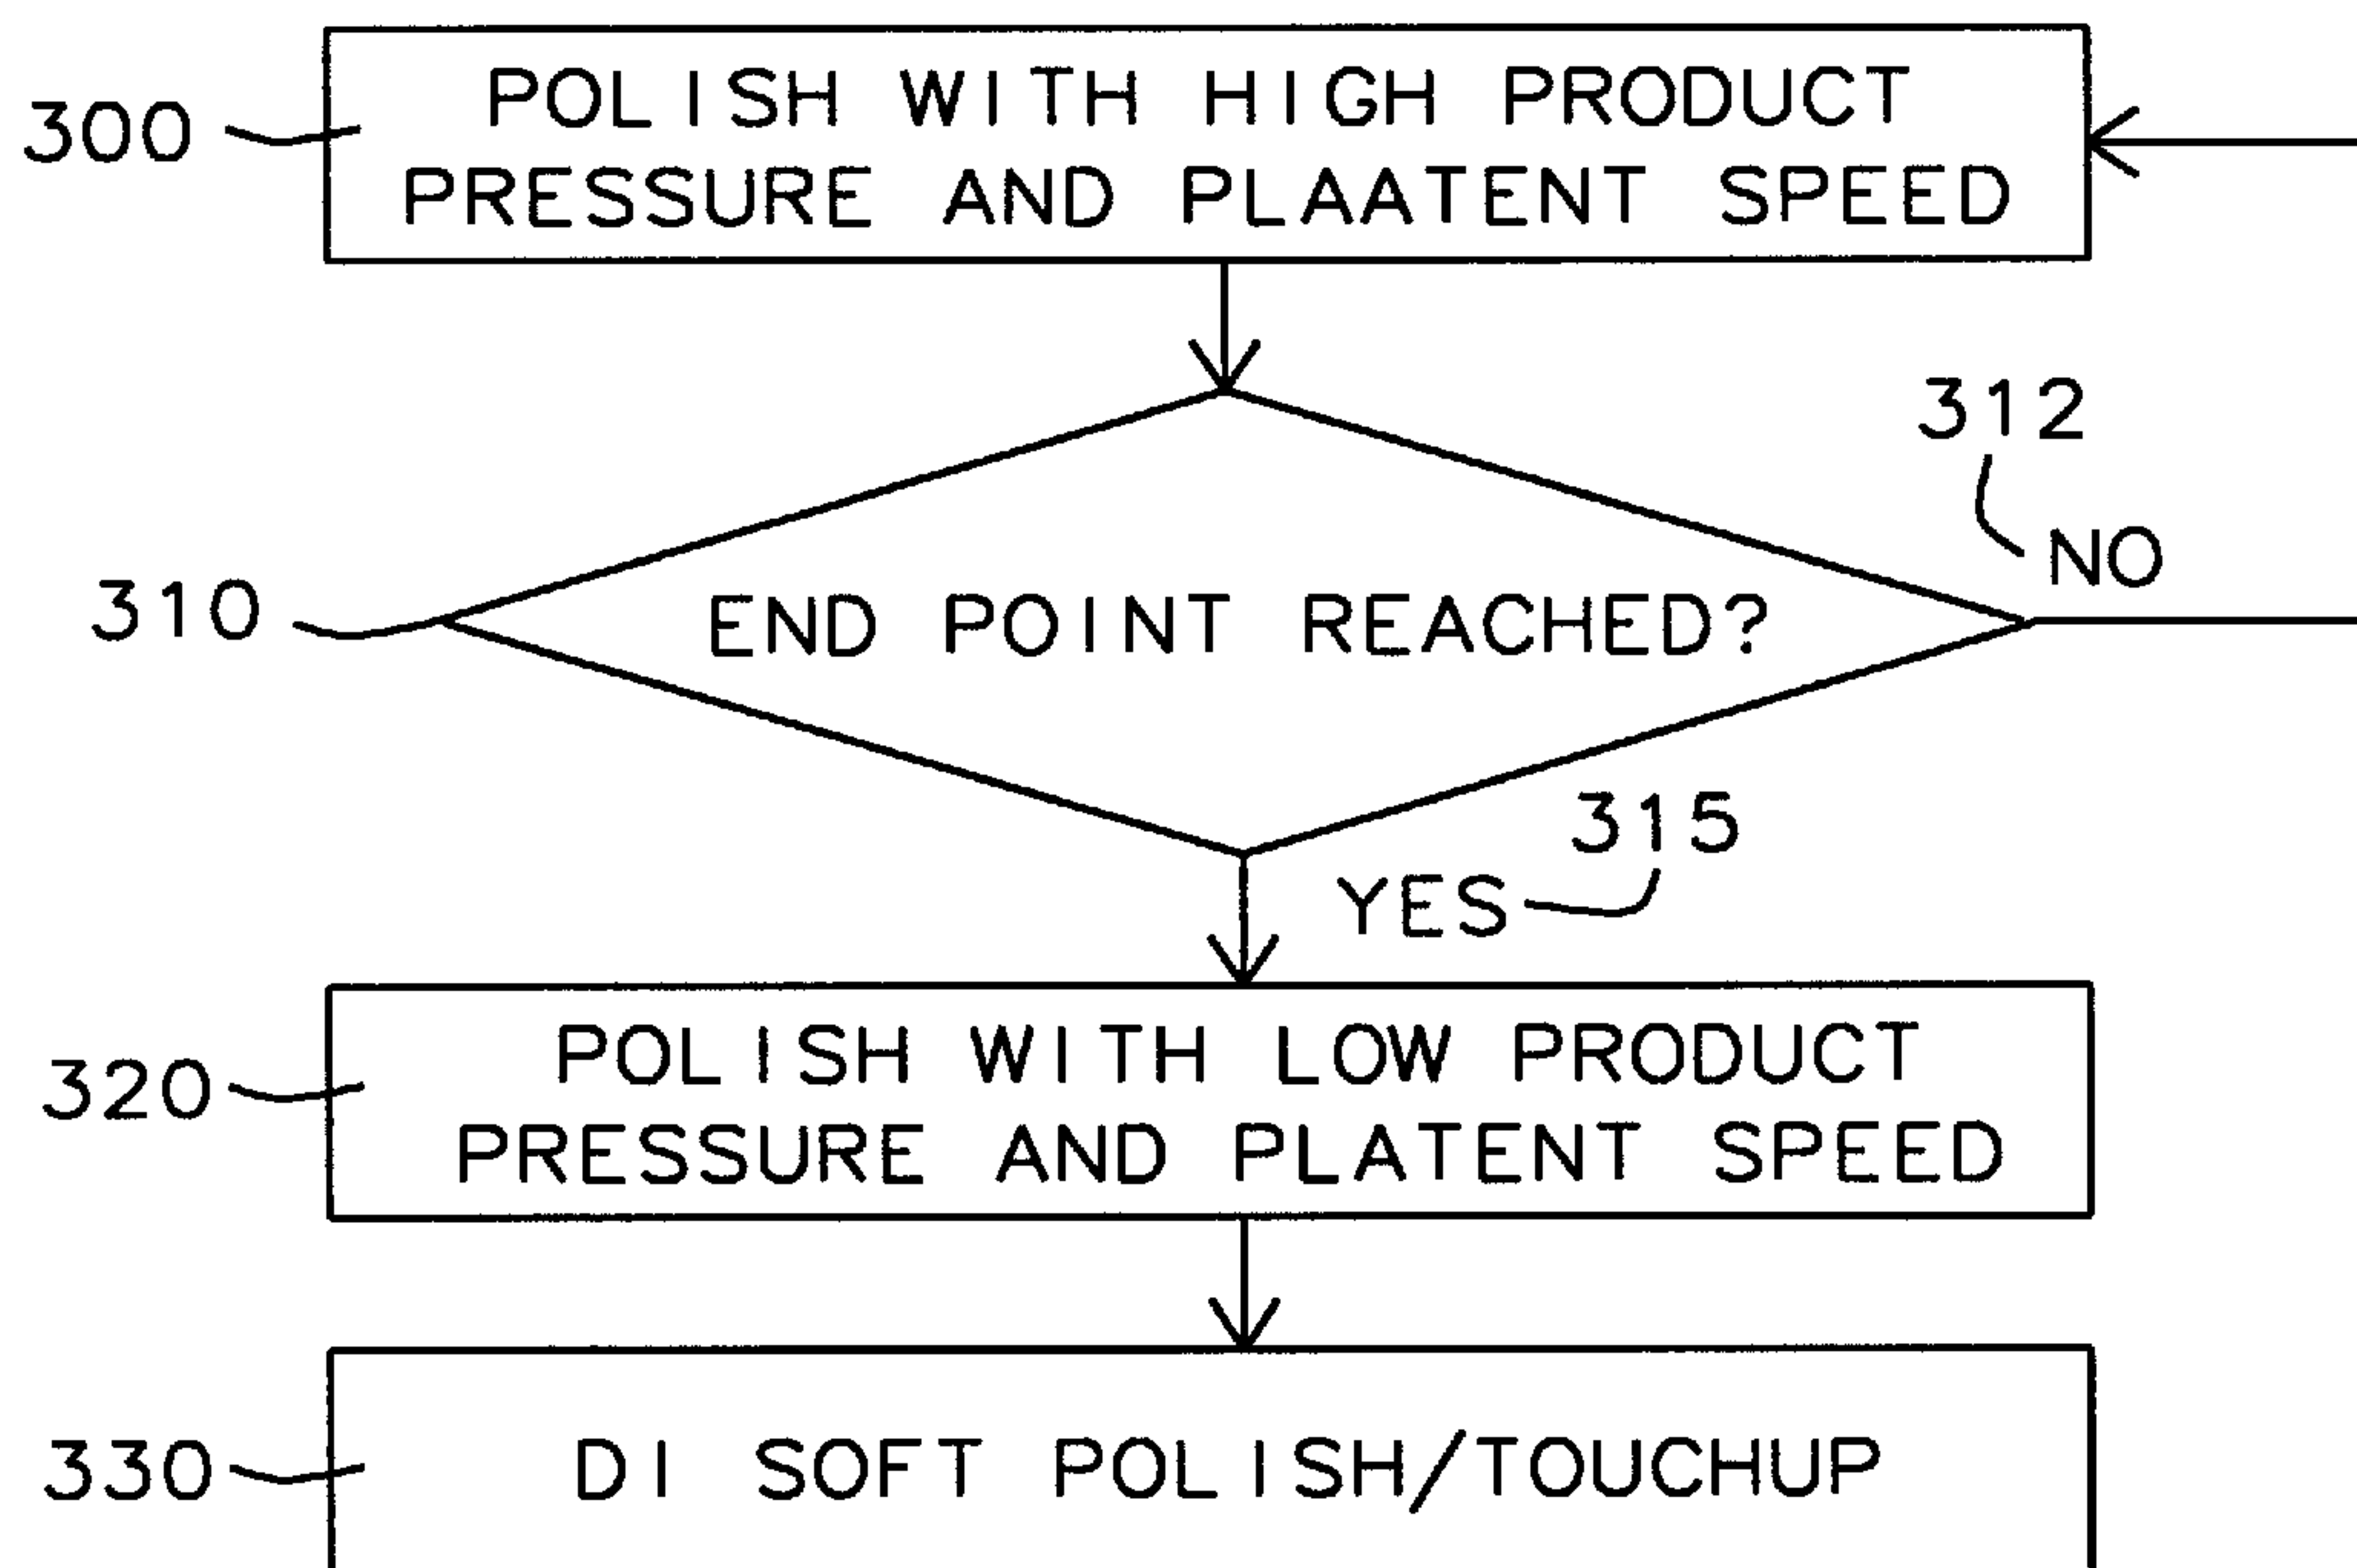 POLISH WITH HIGH PRODUCT
300
PRESSURE AND PLAATENT SPEED
312
NO
310
END POINT REACHED?
315
YES
POLISH WITH LOW PRODUCT
320
PRESSURE AND PLATENT SPEED
330
DI SOFT POLISH/TOUCHUP